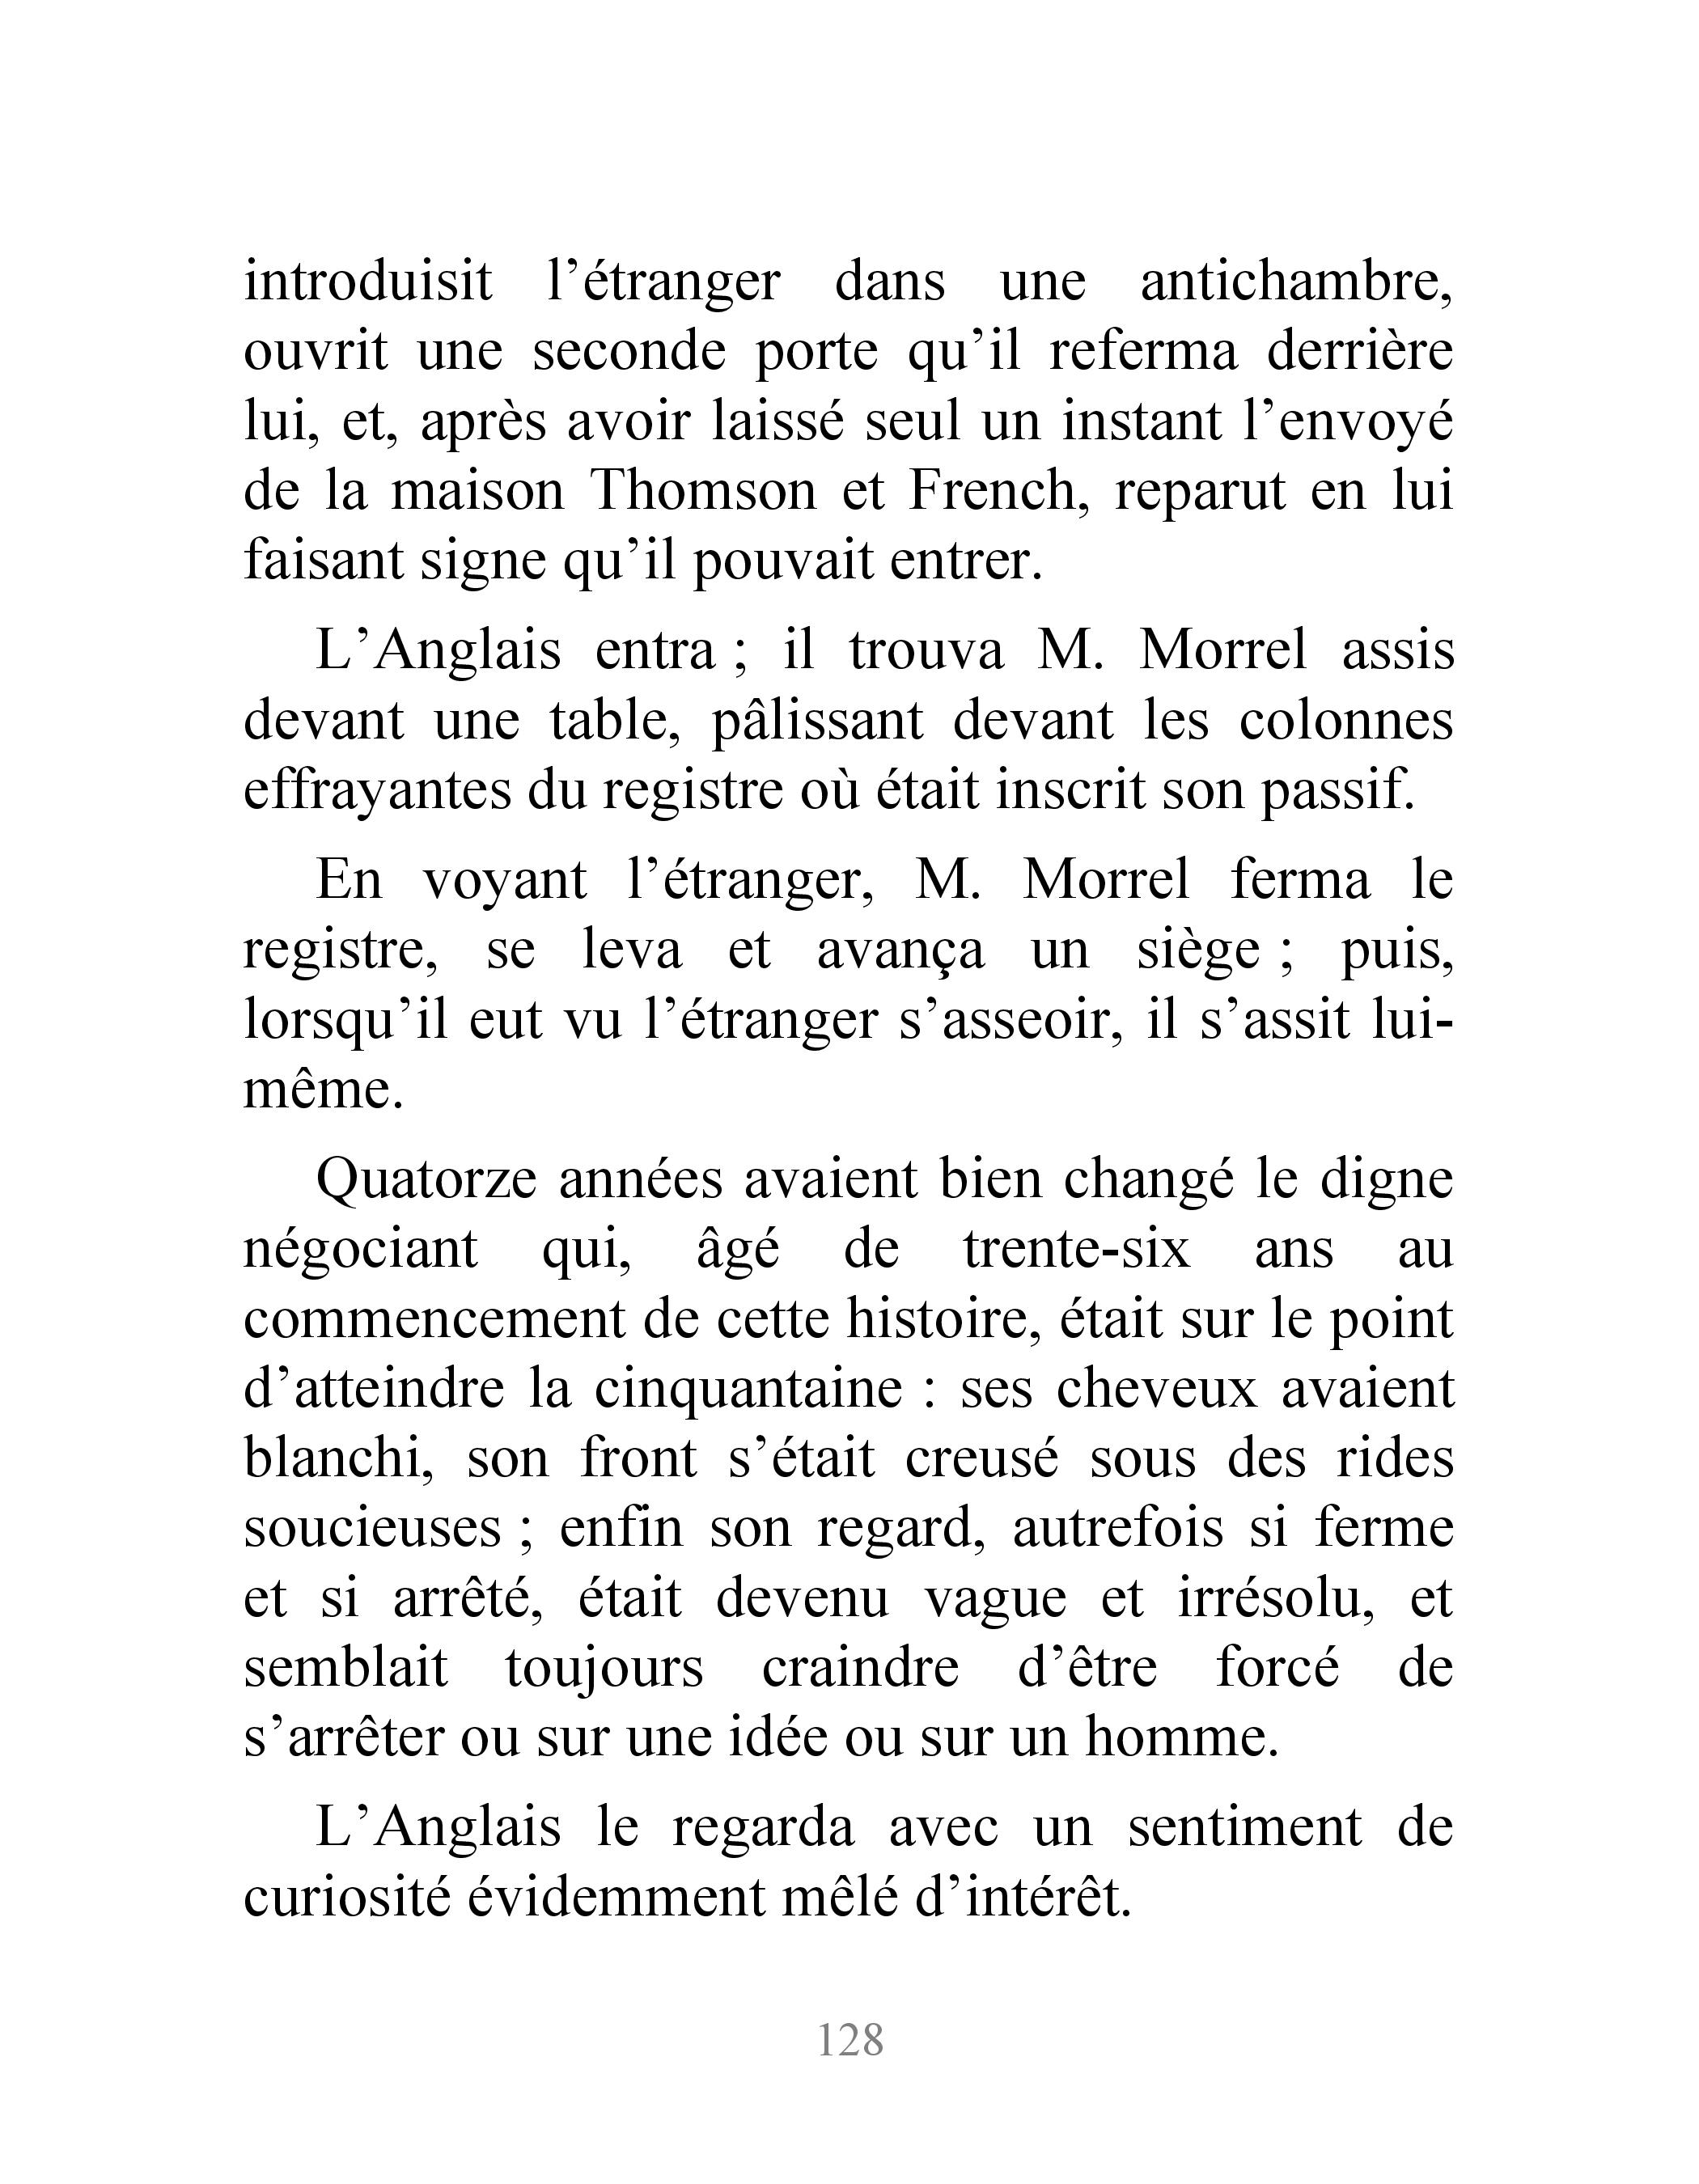 introduisit l’étranger dans une antichambre,
ouvrit une seconde porte qu’il referma derrière
lui, et, après avoir laissé seul un instant l’envoyé
de la maison Thomson et French, reparut en lui
faisant signe qu’il pouvait entrer.
L’Anglais entra ; il trouva M. Morrel assis
devant une table, pâlissant devant les colonnes
effrayantes du registre où était inscrit son passif.
En voyant l’étranger, M. Morrel ferma le
registre, se leva et avança un siège ; puis,
lorsqu’il eut vu l’étranger s’asseoir, il s’assit lui-
même.
Quatorze années avaient bien changé le digne
négociant qui, âgé de trente-six ans au
commencement de cette histoire, était sur le point
d’atteindre la cinquantaine : ses cheveux avaient
blanchi, son front s’était creusé sous des rides
soucieuses ; enfin son regard, autrefois si ferme
et si arrêté, était devenu vague et irrésolu, et
semblait toujours craindre d’être forcé de
s’arrêter ou sur une idée ou sur un homme.
L’Anglais le regarda avec un sentiment de
curiosité évidemment mêlé d’intérêt.
128